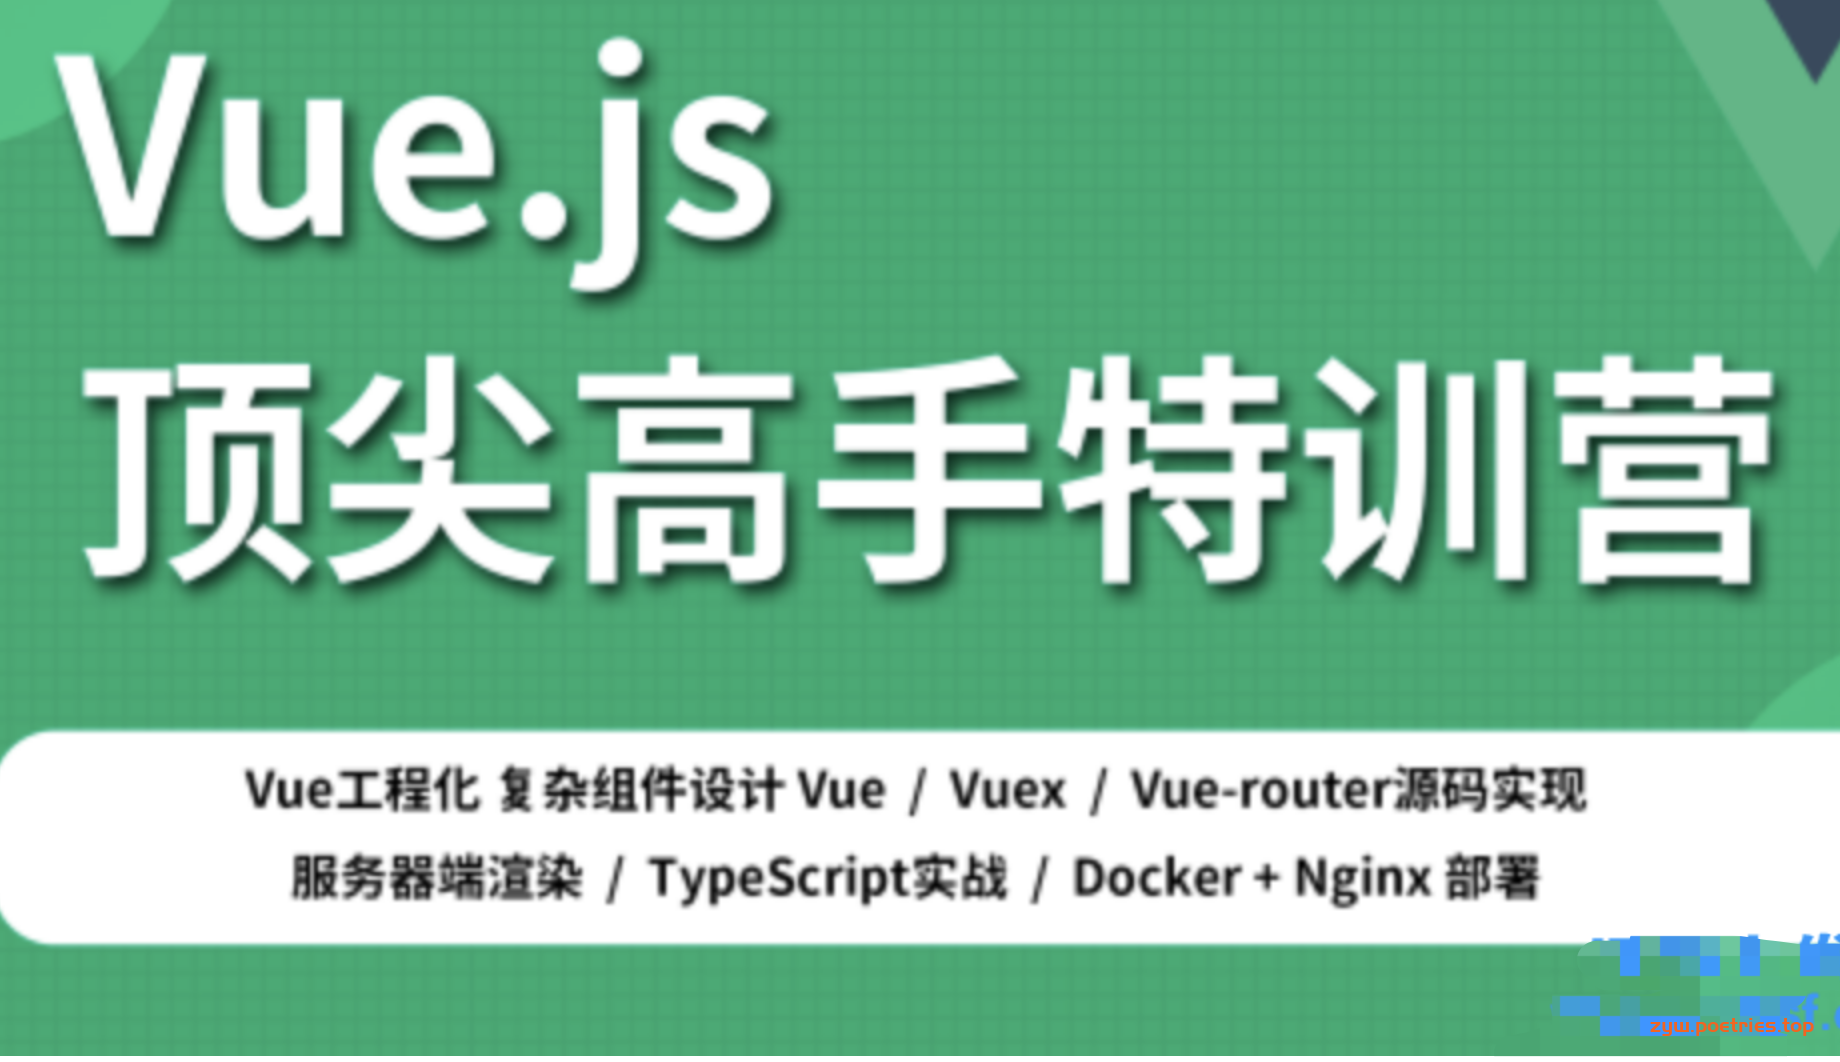 Vue.js
顶尖高手特训营
Vue工程化 复杂组件设计 Vue / Vuex / Vue-router源码实现
服务器端渲染 / TypeScript实战 / Docker + Nginx 部署
zyw.poetries.top